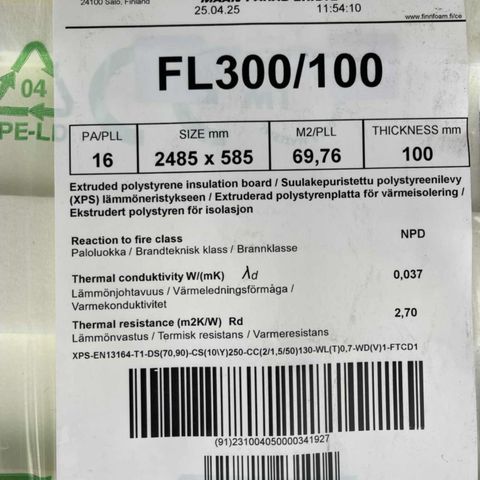 24100 Salo, Finland
25.04.25
11:54:10
www.finnfoam.fi/ce
FL300/100
04
PE-LD
PA/PLL SIZE mm M2/PLL THICKNESS mm
16 2485 x 585 69,76 100
Extruded polystyrene insulation board / Suulakepuristettu polystyreenilevy
(XPS) lämmöneristykseen / Extruderad polystyrenplatta för värmeisolering /
Ekstrudert polystyren för isolasjon
Reaction to fire class NPD
Paloluokka / Brandteknisk klass / Brannklasse
Thermal conductivity W/(mK) λd 0,037
Lämmönjohtavuus / Värmeledningsförmåga /
Varmekonduktivitet
Thermal resistance (m2K/W) Rd 2,70
Lämmönvastus / Termisk resistans / Varmeresistans
XPS-EN13164-T1-DS(70,90)-CS(10\Y)250-CC(2/1,5/50)130-WL(T)0,7-WD(V)1-FTCD1
(91)231004050000341927